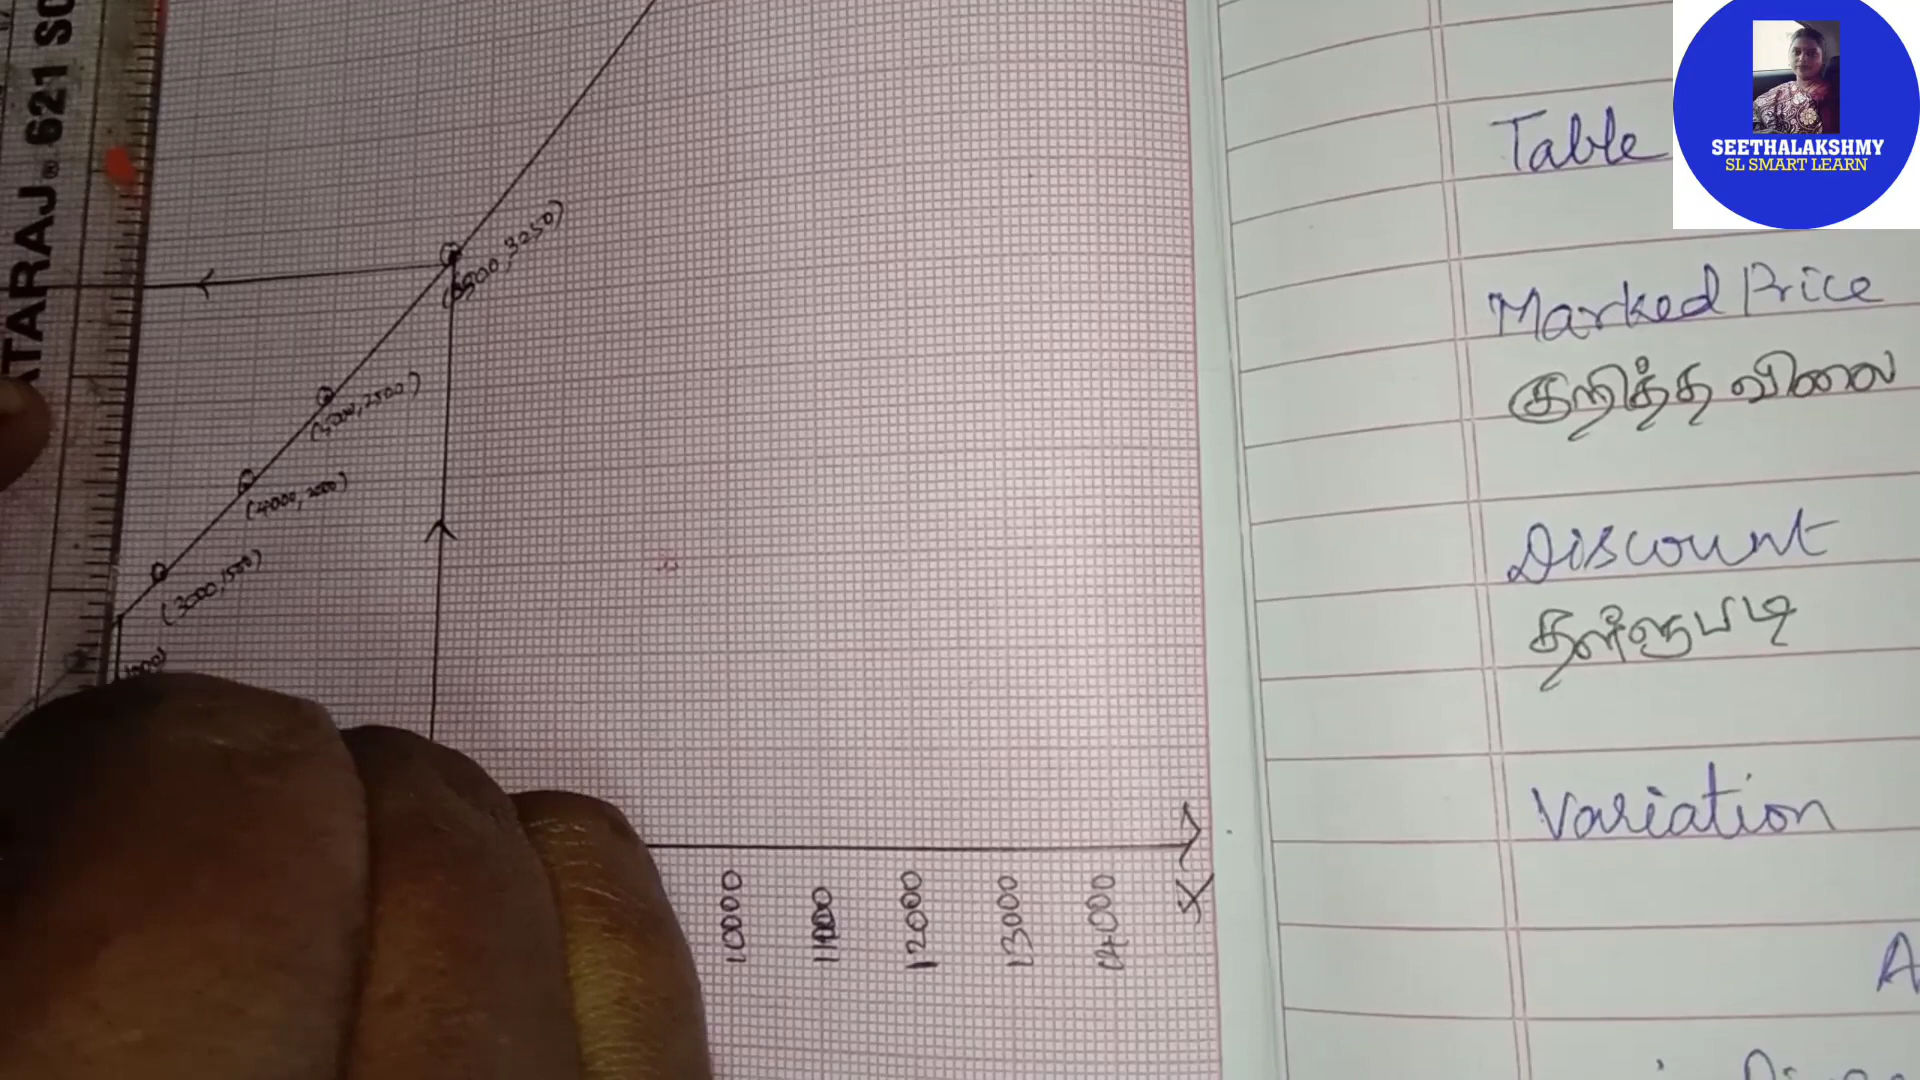 ATARAJ® 621
(3000,1500)
(4000, 2000)
(5000, 2500)
(6500, 3250)
10000
11000
12000
13000
14000
X
Table
Marked Price
குறித்த விலை
Discount
தள்ளுபடி
Variation
SEETHALAKSHMY
SL SMART LEARN